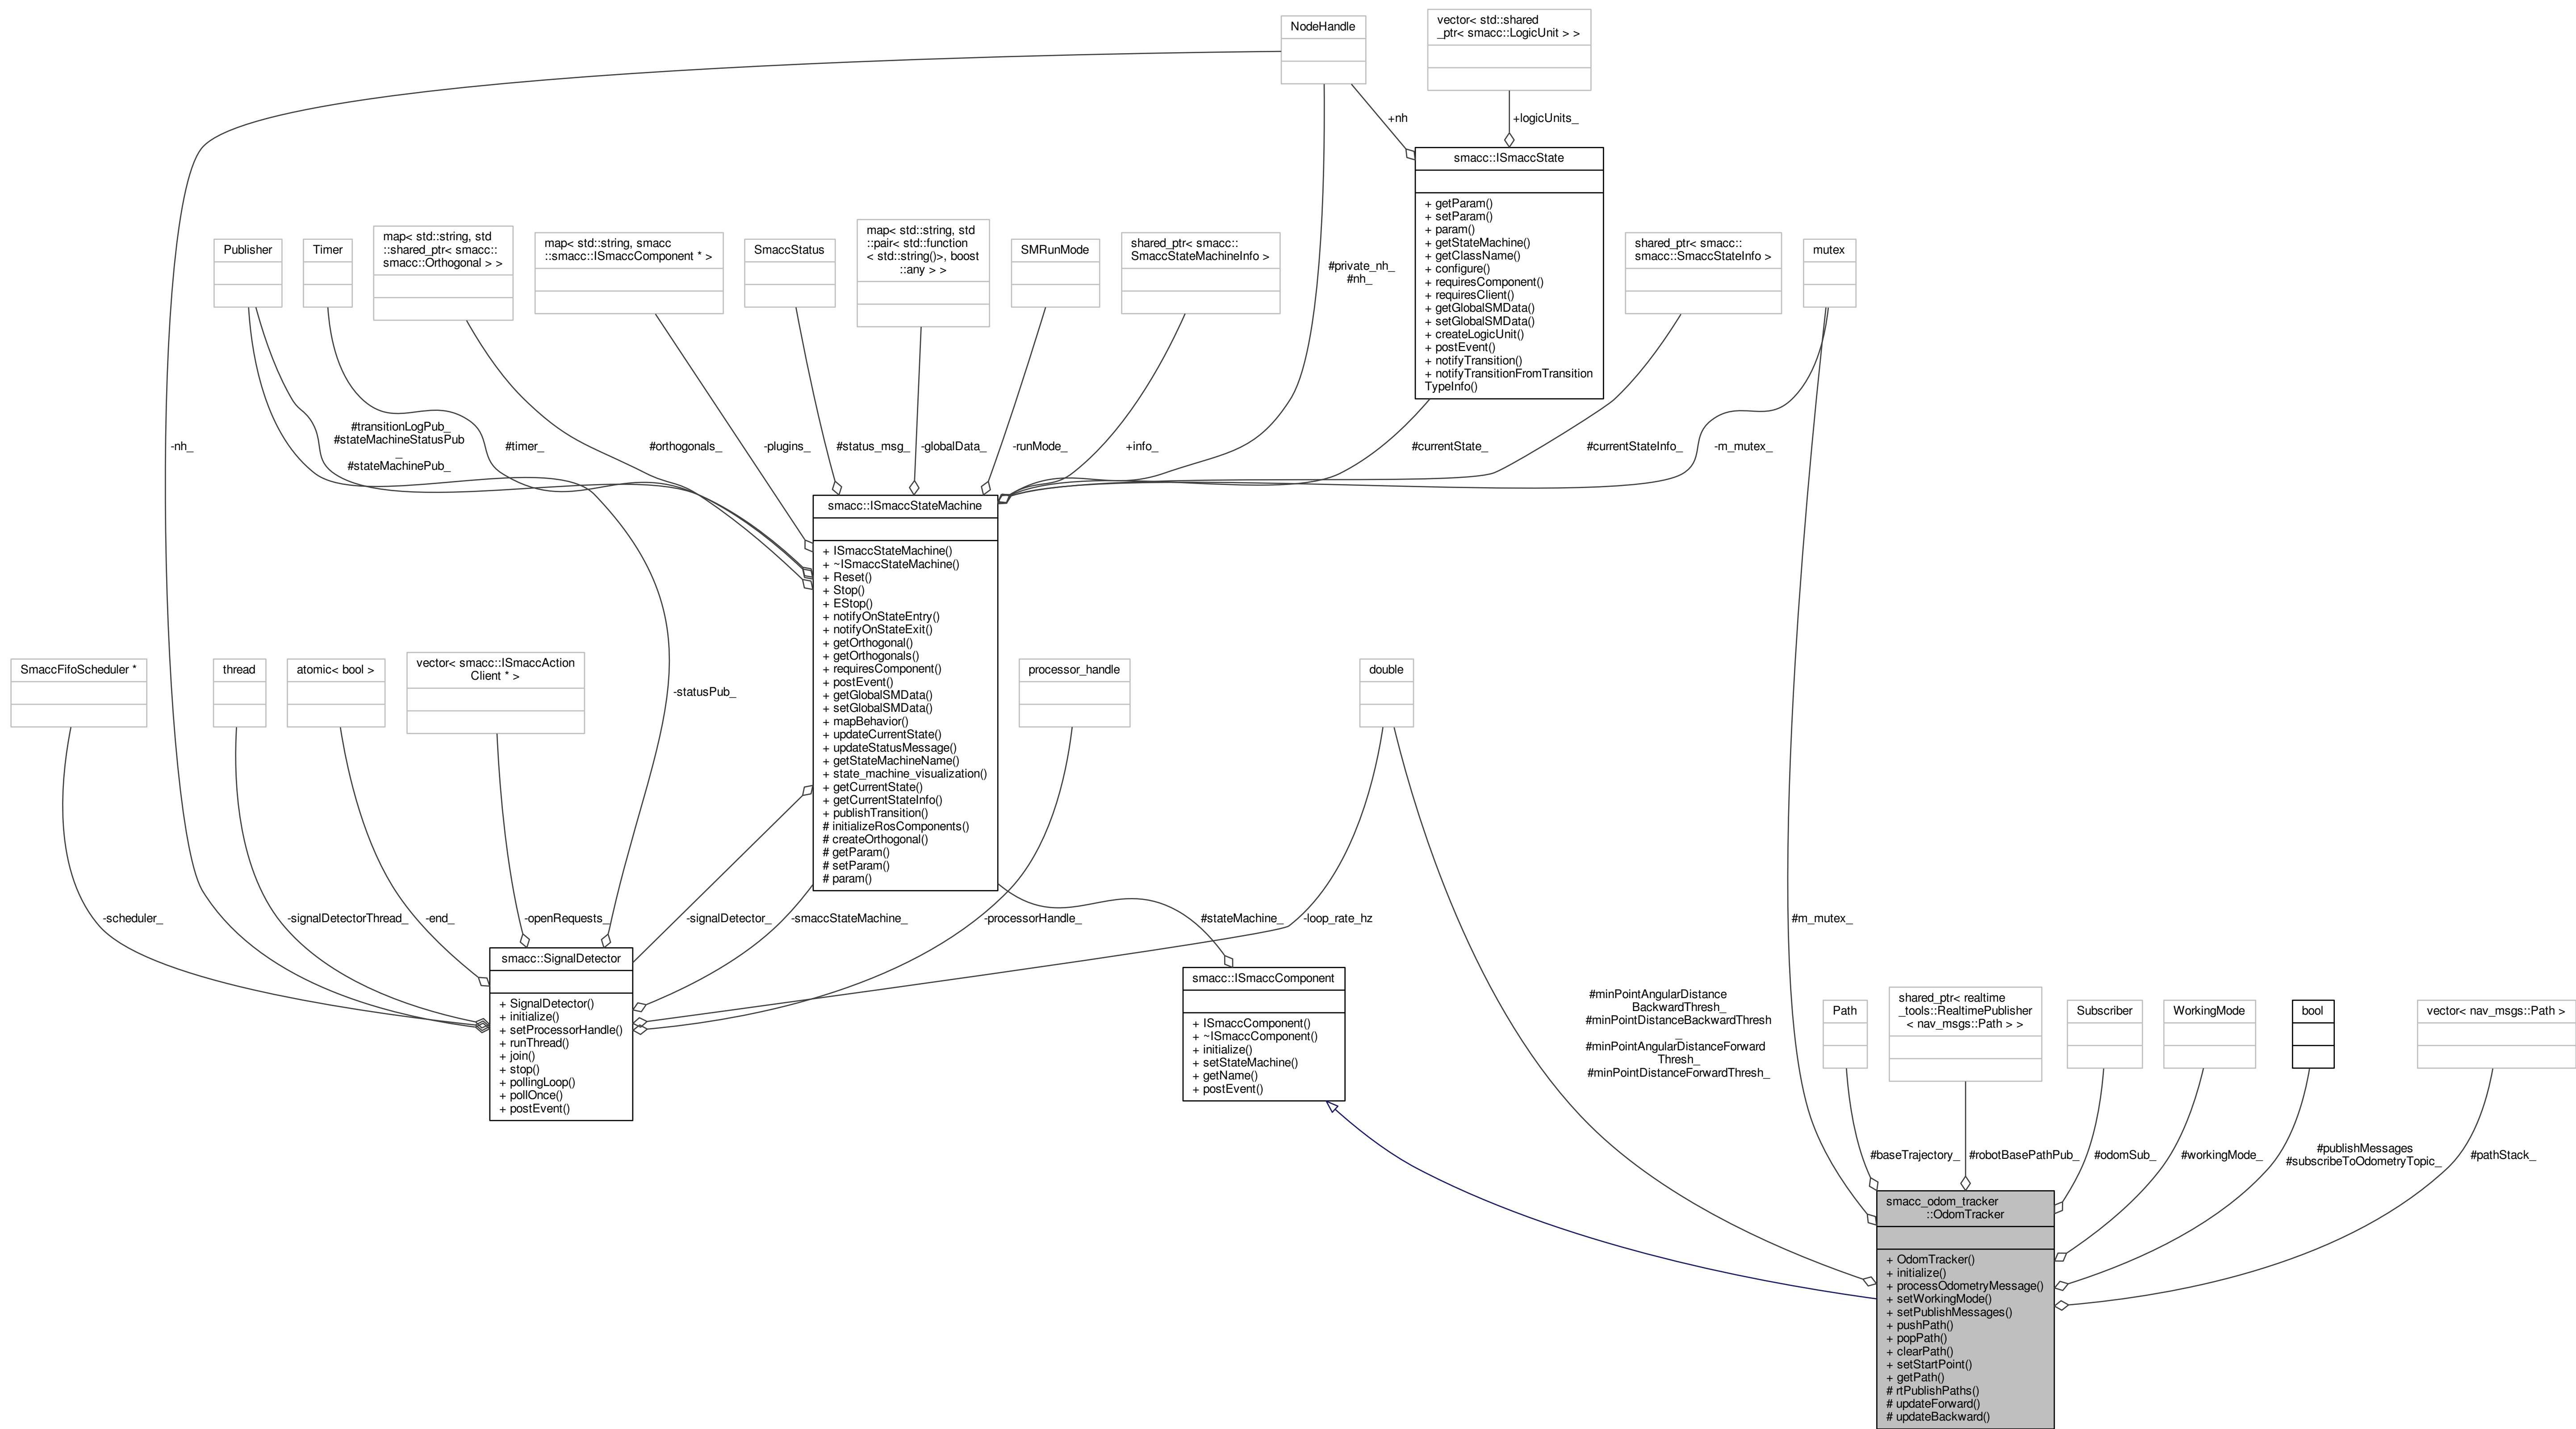 NodeHandle
vector< std::shared
_ptr< smacc::LogicUnit > >
+nh
+logicUnits_
smacc::ISmaccState
+ getParam()
+ setParam()
+ param()
+ getStateMachine()
+ getClassName()
+ configure()
+ requiresComponent()
+ requiresClient()
+ getGlobalSMData()
+ setGlobalSMData()
+ createLogicUnit()
+ postEvent()
+ notifyTransition()
+ notifyTransitionFromTransition
TypeInfo()
Publisher
Timer
map< std::string, std
::shared_ptr< smacc::
smacc::Orthogonal > >
map< std::string, smacc
::smacc::ISmaccComponent * >
SmaccStatus
map< std::string, std
::pair< std::function
< std::string()>, boost
::any > >
SMRunMode
shared_ptr< smacc::
SmaccStateMachineInfo >
#private_nh_
#nh_
shared_ptr< smacc::
smacc::SmaccStateInfo >
mutex
-nh_
#transitionLogPub_
#stateMachineStatusPub
_
#stateMachinePub_
#timer_
#orthogonals_
-plugins_
#status_msg_
-globalData_
-runMode_
+info_
#currentState_
#currentStateInfo_
-m_mutex_
smacc::ISmaccStateMachine
+ ISmaccStateMachine()
+ ~ISmaccStateMachine()
+ Reset()
+ Stop()
+ EStop()
+ notifyOnStateEntry()
+ notifyOnStateExit()
+ getOrthogonal()
+ getOrthogonals()
+ requiresComponent()
+ postEvent()
+ getGlobalSMData()
+ setGlobalSMData()
+ mapBehavior()
+ updateCurrentState()
+ updateStatusMessage()
+ getStateMachineName()
+ state_machine_visualization()
+ getCurrentState()
+ getCurrentStateInfo()
+ publishTransition()
# initializeRosComponents()
# createOrthogonal()
# getParam()
# setParam()
# param()
SmaccFifoScheduler *
thread
atomic< bool >
vector< smacc::ISmaccAction
Client * >
-statusPub_
processor_handle
double
-scheduler_
-signalDetectorThread_
-end_
-openRequests_
-signalDetector_
-smaccStateMachine_
-processorHandle_
#stateMachine_
-loop_rate_hz
#m_mutex_
smacc::SignalDetector
+ SignalDetector()
+ initialize()
+ setProcessorHandle()
+ runThread()
+ join()
+ stop()
+ pollingLoop()
+ pollOnce()
+ postEvent()
smacc::ISmaccComponent
+ ISmaccComponent()
+ ~ISmaccComponent()
+ initialize()
+ setStateMachine()
+ getName()
+ postEvent()
#minPointAngularDistance
BackwardThresh_
#minPointDistanceBackwardThresh
_
#minPointAngularDistanceForward
Thresh_
#minPointDistanceForwardThresh_
Path
shared_ptr< realtime
_tools::RealtimePublisher
< nav_msgs::Path > >
Subscriber
WorkingMode
bool
vector< nav_msgs::Path >
#baseTrajectory_
#robotBasePathPub_
#odomSub_
#workingMode_
#publishMessages
#subscribeToOdometryTopic_
#pathStack_
smacc_odom_tracker
::OdomTracker
+ OdomTracker()
+ initialize()
+ processOdometryMessage()
+ setWorkingMode()
+ setPublishMessages()
+ pushPath()
+ popPath()
+ clearPath()
+ setStartPoint()
+ getPath()
# rtPublishPaths()
# updateForward()
# updateBackward()